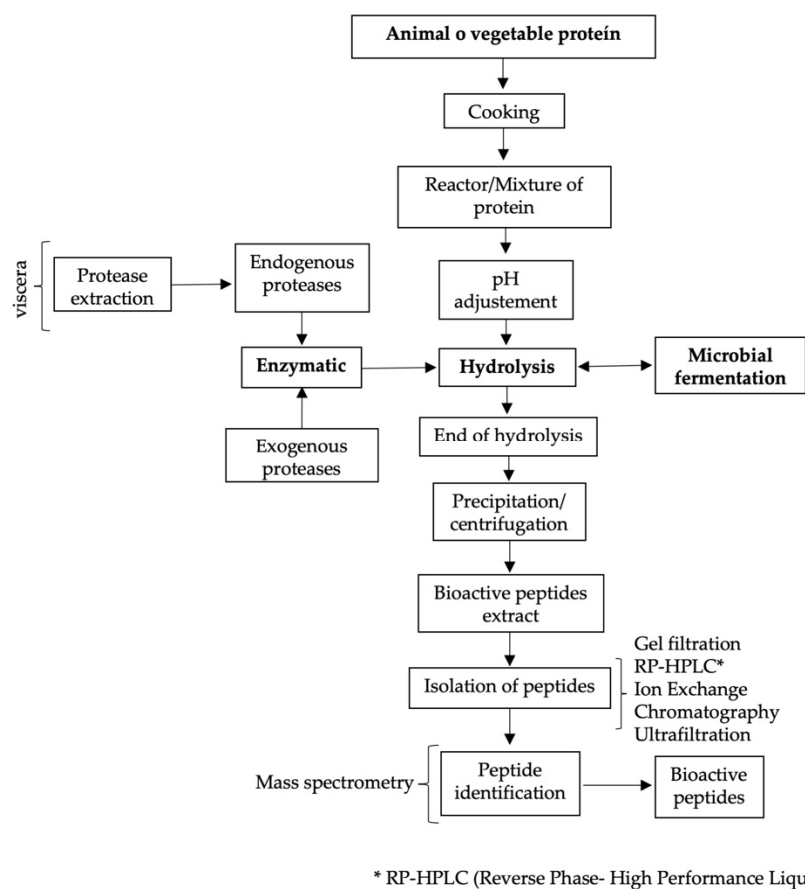 Animal o vegetable proteín
Cooking
Reactor/Mixture of
protein
viscera
Protease
extraction
Endogenous
proteases
pH
adjustement
Enzymatic
Hydrolysis
Microbial
fermentation
Exogenous
proteases
End of hydrolysis
Precipitation/
centrifugation
Bioactive peptides
extract
Isolation of peptides
Gel filtration
RP-HPLC*
Ion Exchange
Chromatography
Ultrafiltration
Mass spectrometry
Peptide
identification
Bioactive
peptides
* RP-HPLC (Reverse Phase- High Performance Liqu